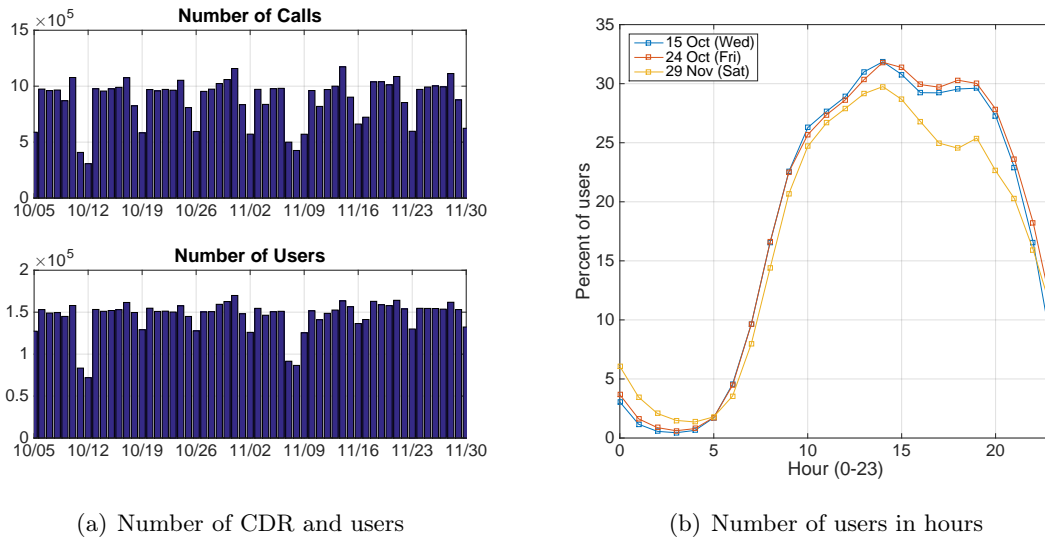 Number of Calls
×10^5
15
10
5
0
10/05 10/12 10/19 10/26 11/02 11/09 11/16 11/23 11/30
Number of Users
×10^5
2
1.5
1
0.5
0
10/05 10/12 10/19 10/26 11/02 11/09 11/16 11/23 11/30
(a) Number of CDR and users
35
30
25
20
15
10
5
0
Percent of users
15 Oct (Wed)
24 Oct (Fri)
29 Nov (Sat)
0 5 10 15 20
Hour (0-23)
(b) Number of users in hours